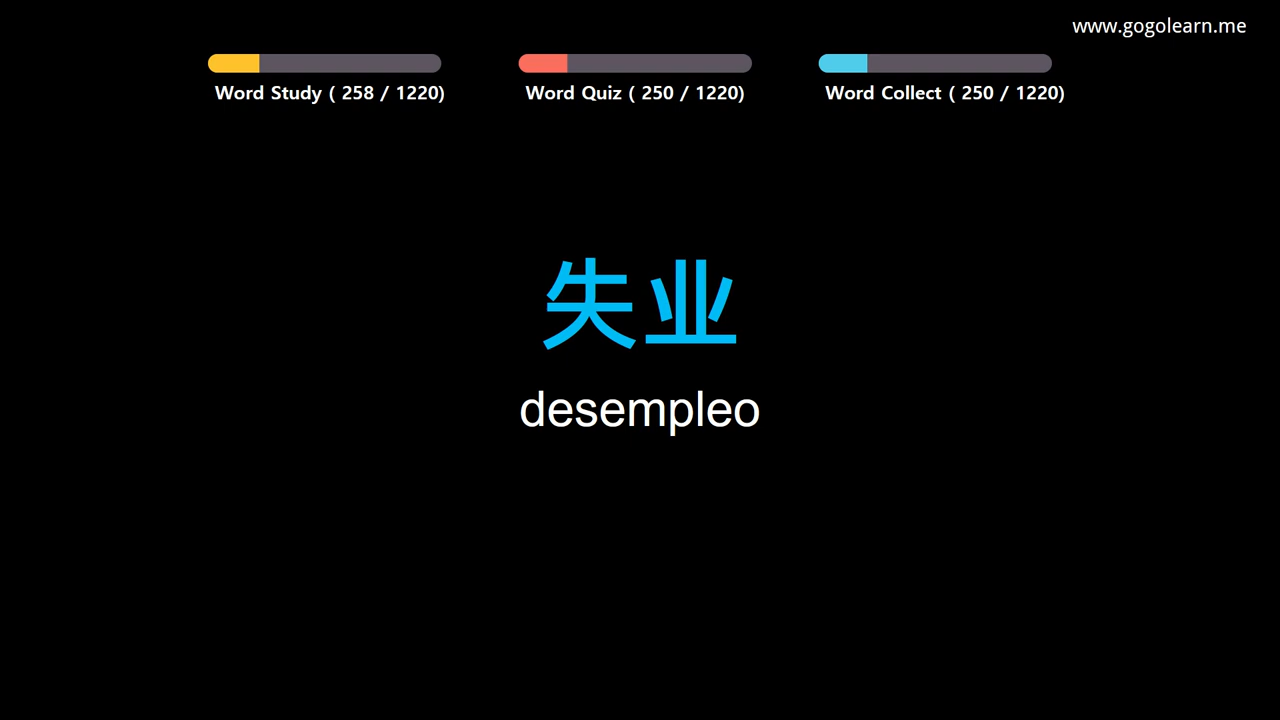 www.gogolearn.me
Word Study ( 258 / 1220)
Word Quiz ( 250 / 1220)
Word Collect ( 250 / 1220)
失业
desempleo